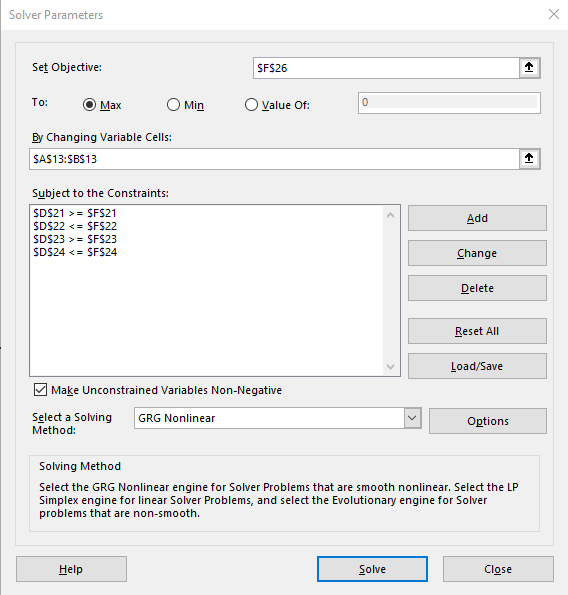 Solver Parameters
Set Objective: $F$26
To: Max Min Value Of: 0
By Changing Variable Cells:
$A$13:$B$13
Subject to the Constraints:
$D$21 >= $F$21
$D$22 <= $F$22
$D$23 >= $F$23
$D$24 <= $F$24
Add
Change
Delete
Reset All
Load/Save
Make Unconstrained Variables Non-Negative
Select a Solving
Method:
GRG Nonlinear
Options
Solving Method
Select the GRG Nonlinear engine for Solver Problems that are smooth nonlinear. Select the LP
Simplex engine for linear Solver Problems, and select the Evolutionary engine for Solver
problems that are non-smooth.
Help
Solve
Close